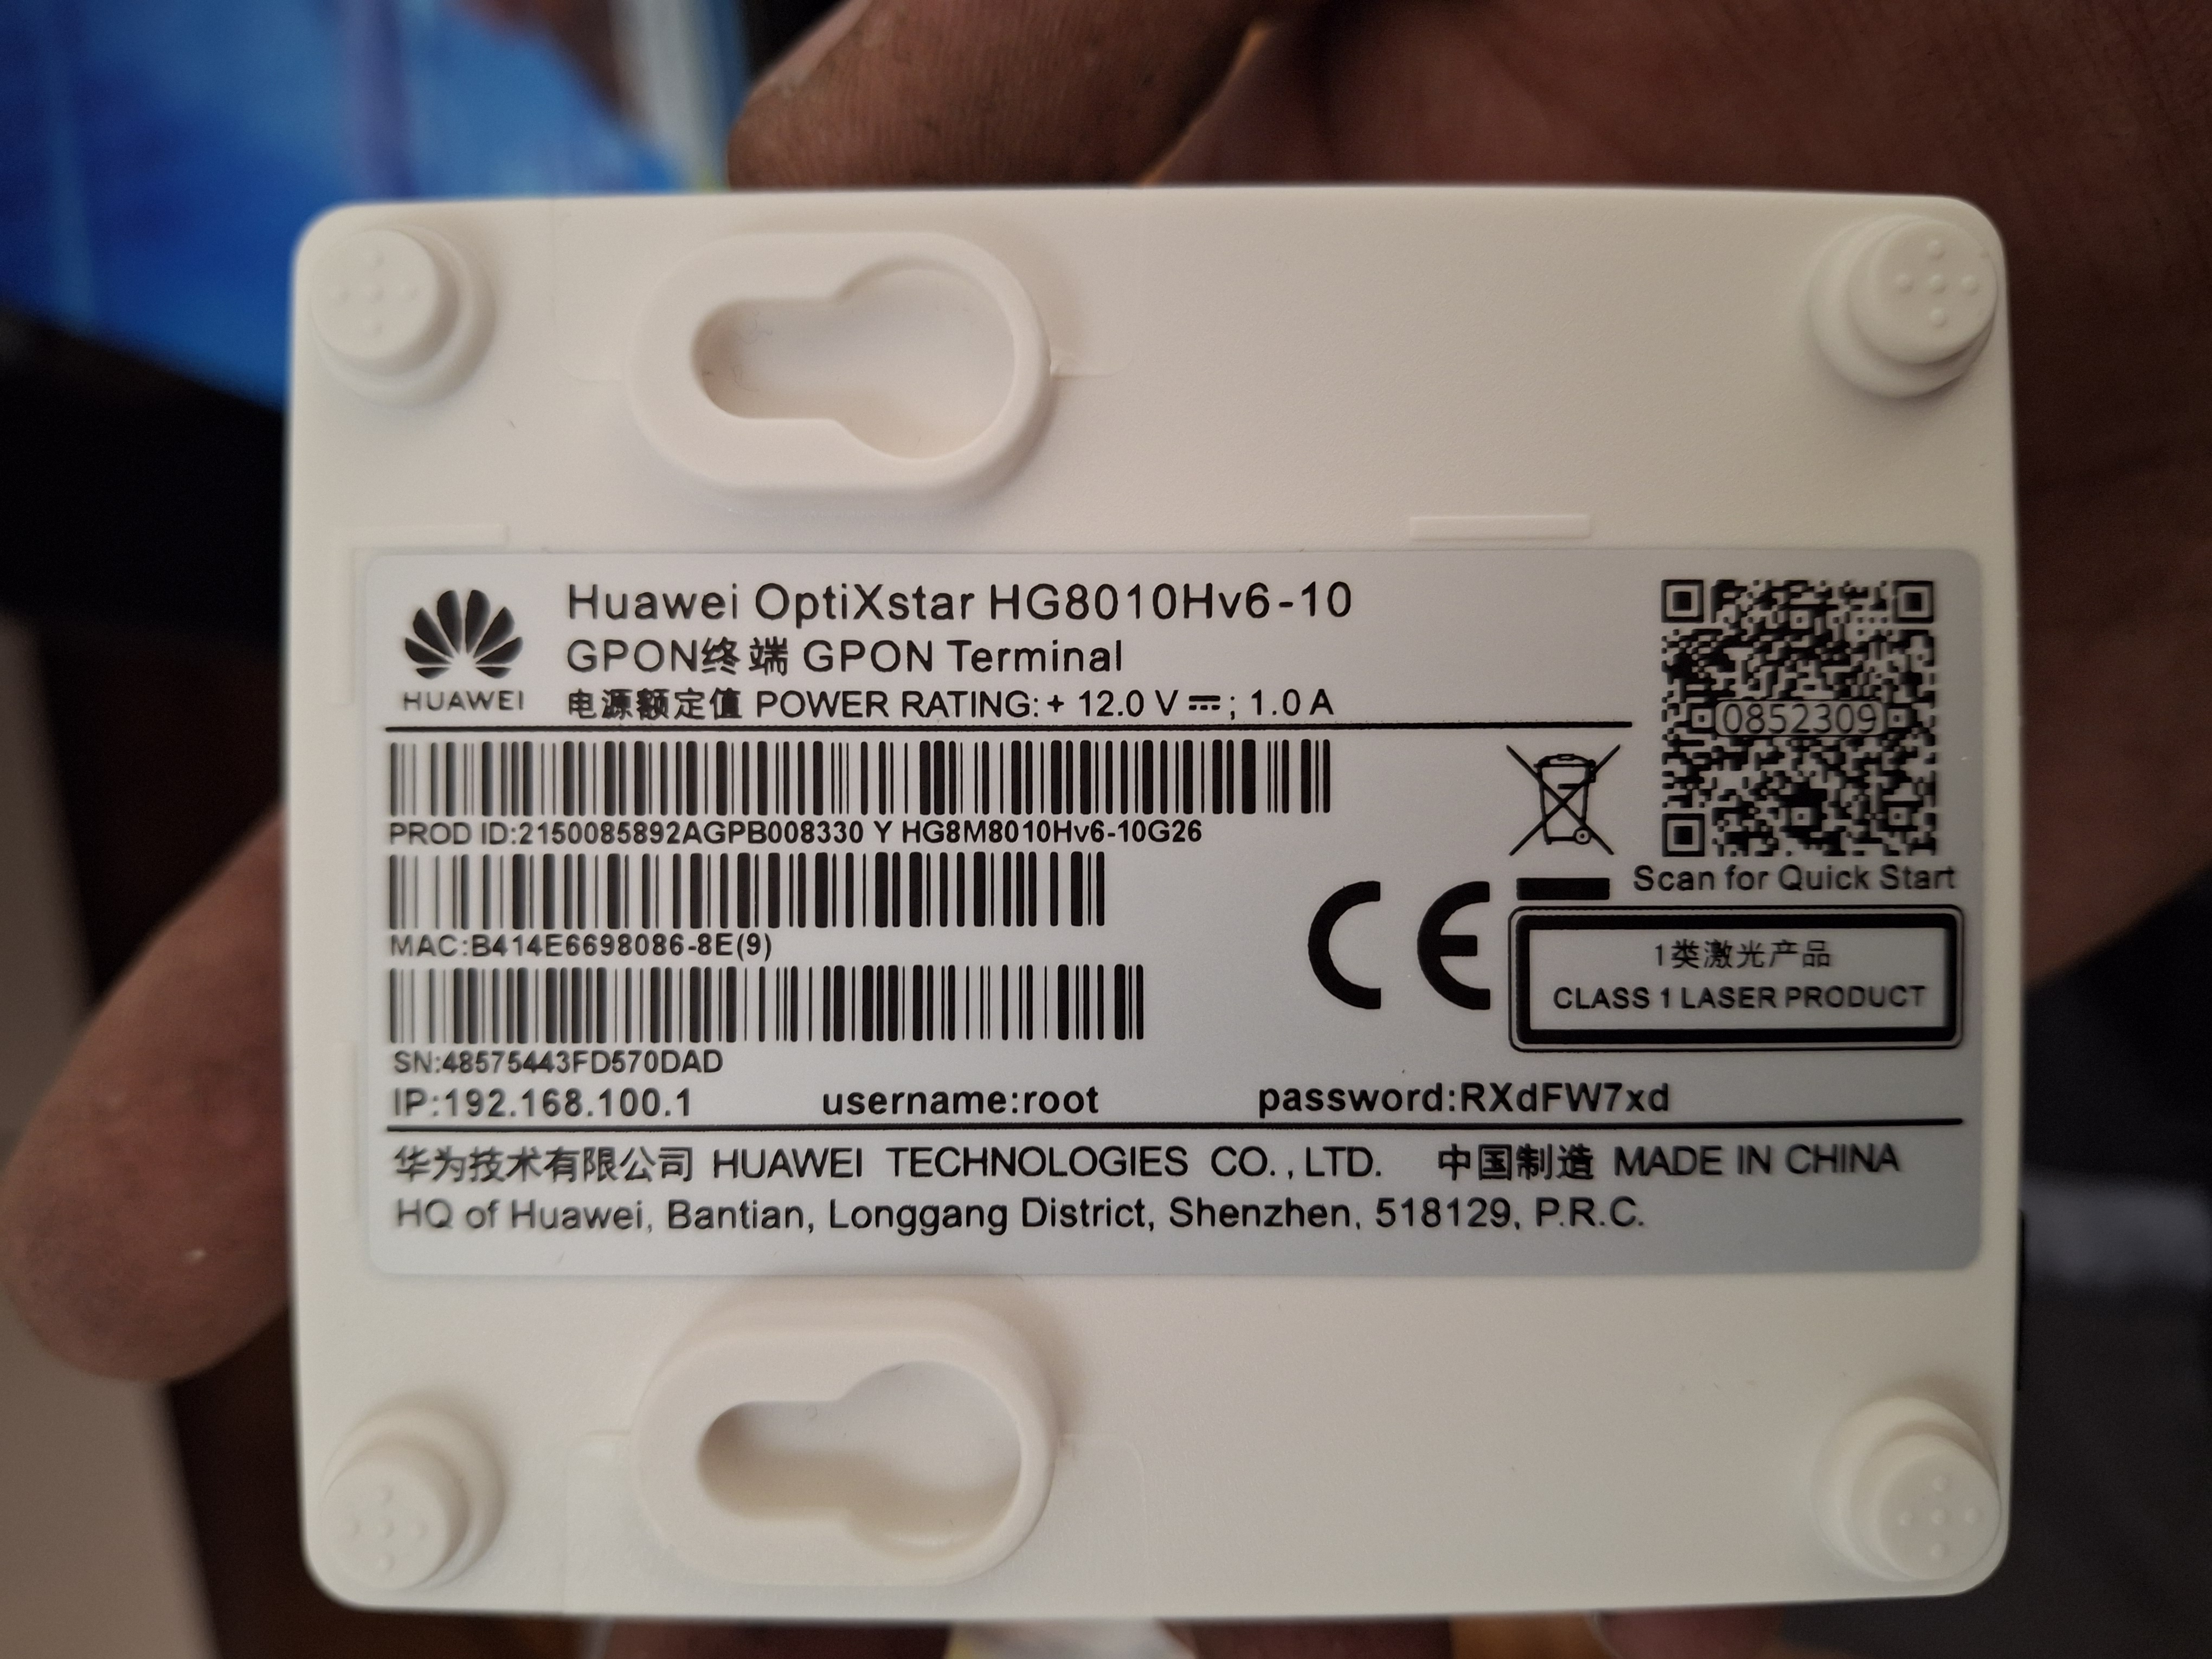 Huawei OptiXstar HG8010Hv6-10
GPON终端 GPON Terminal
HUAWEI
电源额定值 POWER RATING: + 12.0 V ⎓; 1.0 A
0852309
PROD ID:2150085892AGPB008330 Y HG8M8010Hv6-10G26
Scan for Quick Start
MAC:B414E6698086-8E(9)
CE
1类激光产品
CLASS 1 LASER PRODUCT
SN:48575443FD570DAD
IP:192.168.100.1 username:root password:RXdFW7xd
华为技术有限公司 HUAWEI TECHNOLOGIES CO.,LTD. 中国制造 MADE IN CHINA
HQ of Huawei, Bantian, Longgang District, Shenzhen, 518129, P.R.C.